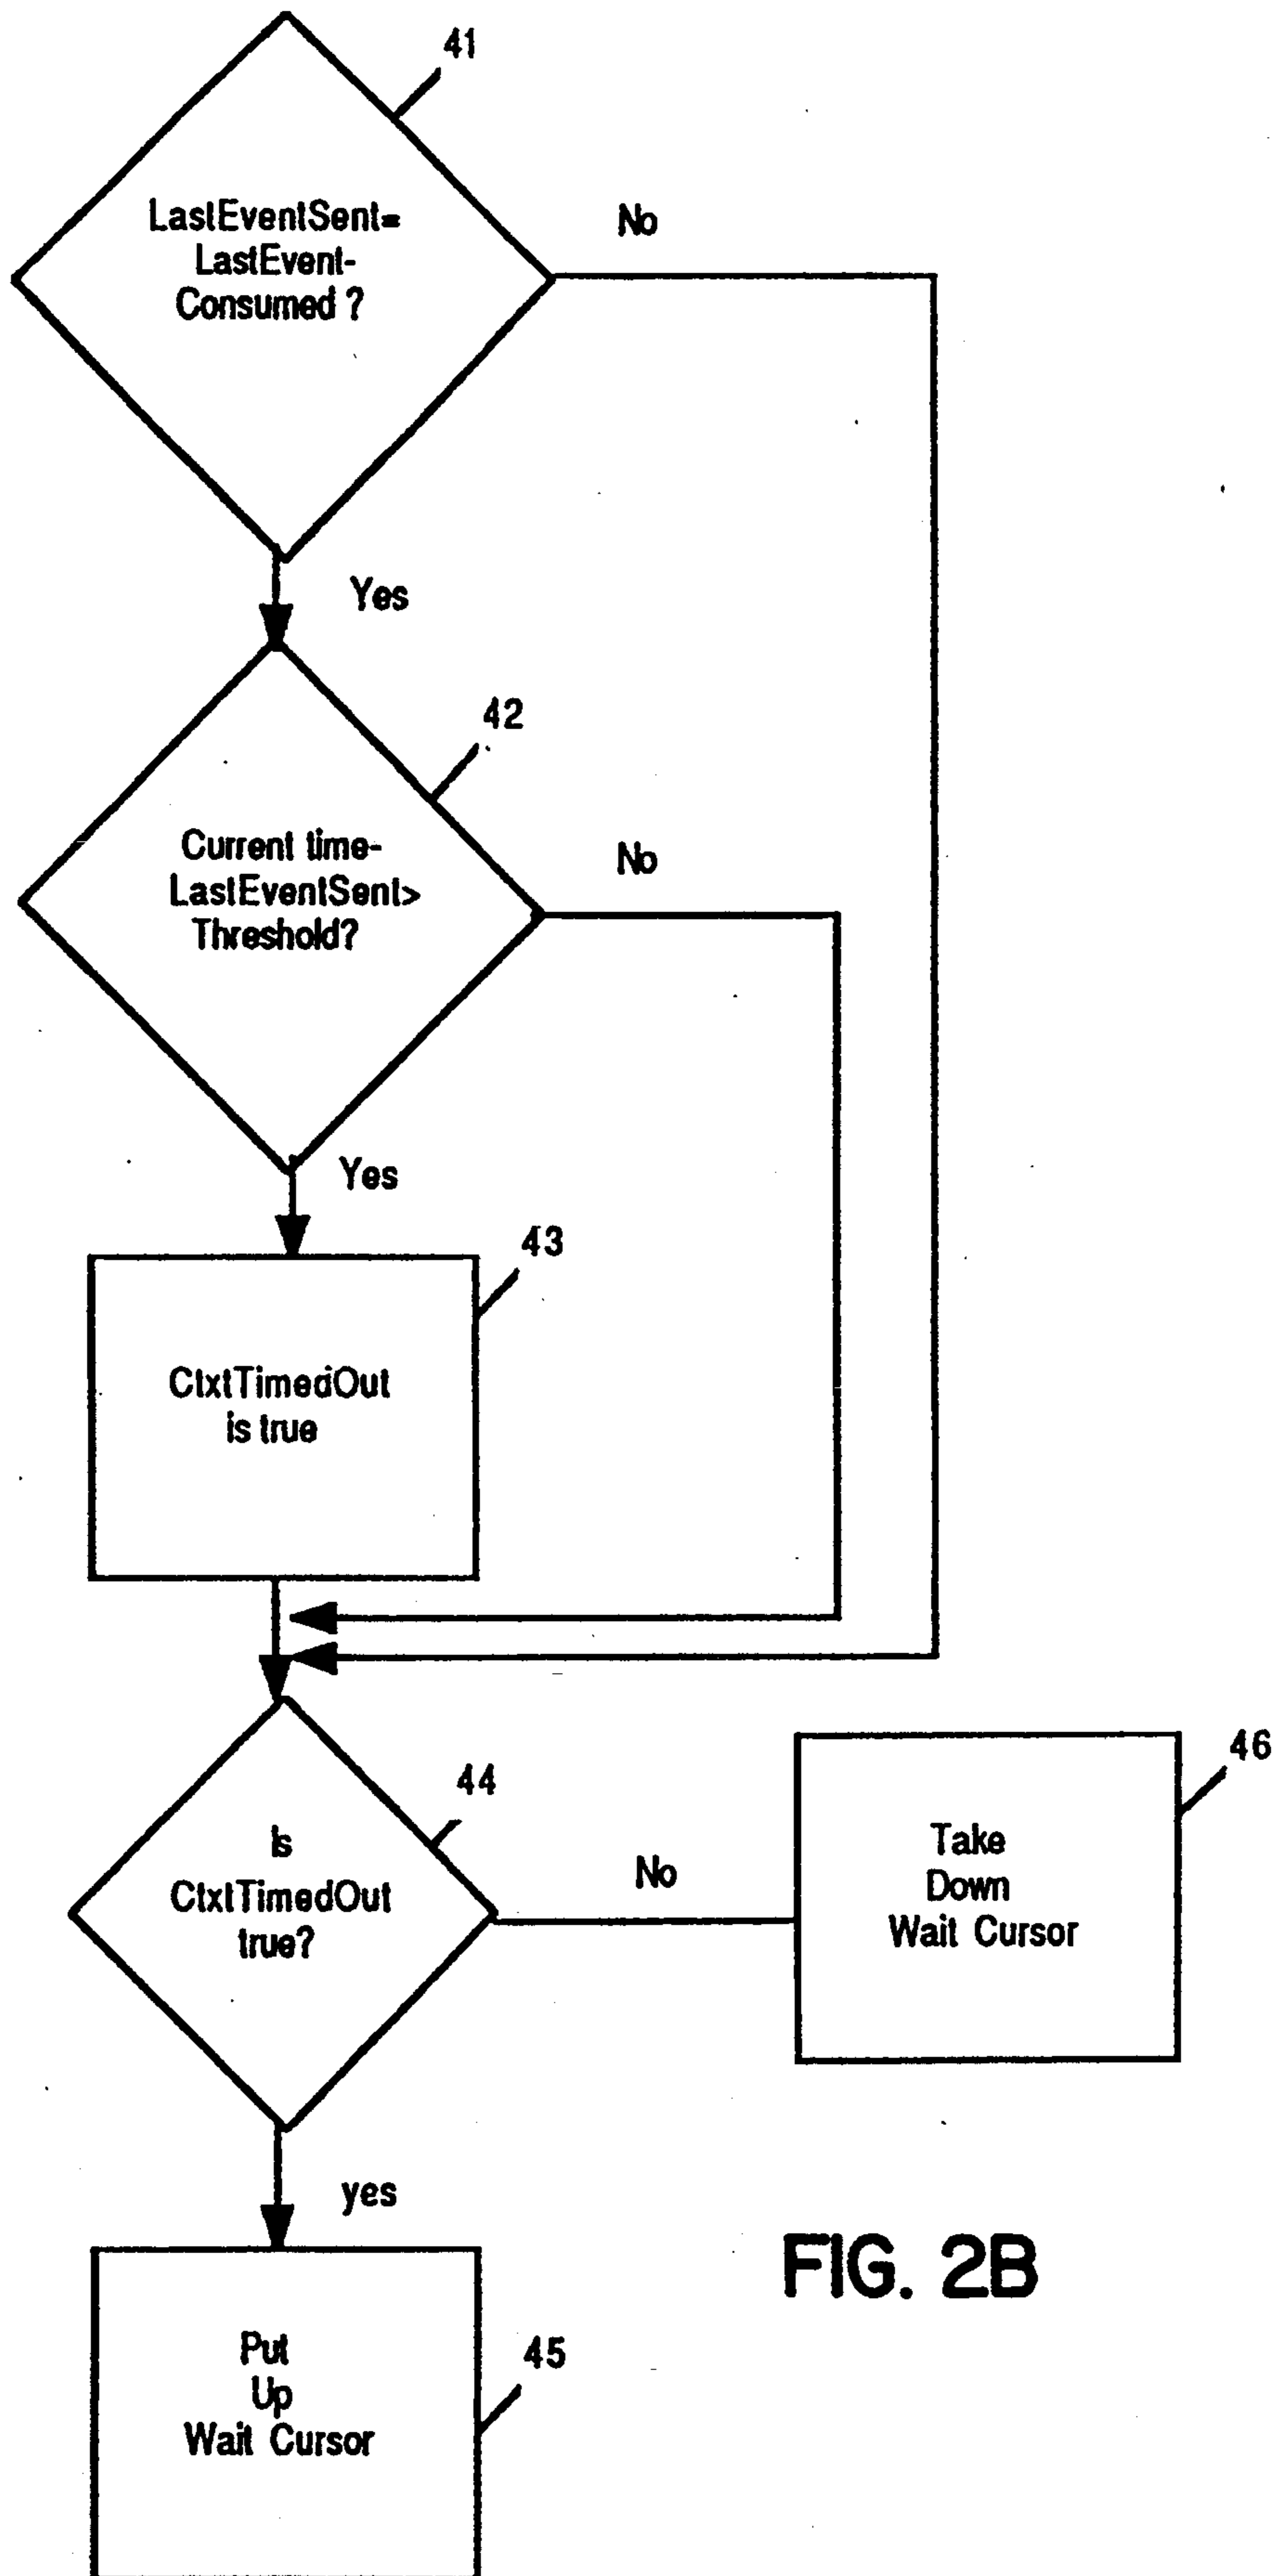 41
LastEventSent=
LastEvent-
Consumed ?
No
Yes
42
Current time-
LastEventSent>
Threshold?
No
Yes
43
CtxtTimedOut
is true
44
Is
CtxtTimedOut
true?
No
46
Take
Down
Wait Cursor
yes
FIG. 2B
45
Put
Up
Wait Cursor